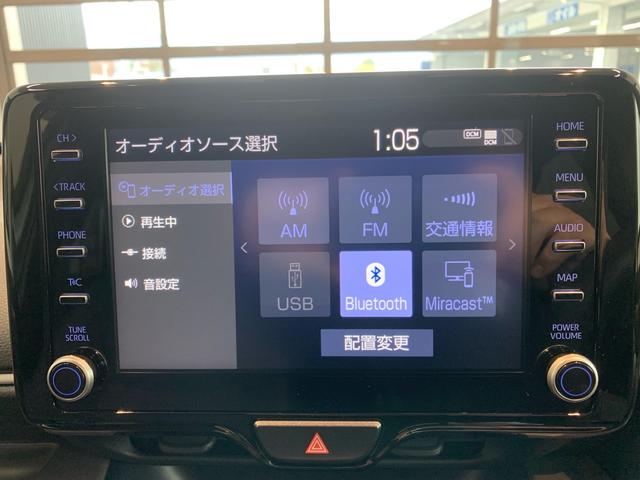 CH >
< TRACK
PHONE
T&C
TUNE
SCROLL
オーディオソース選択
1:05
DCM
DCM
オーディオ選択
再生中
接続
音設定
AM
FM
交通情報
USB
Bluetooth
Miracast™
配置変更
HOME
MENU
AUDIO
MAP
POWER
VOLUME